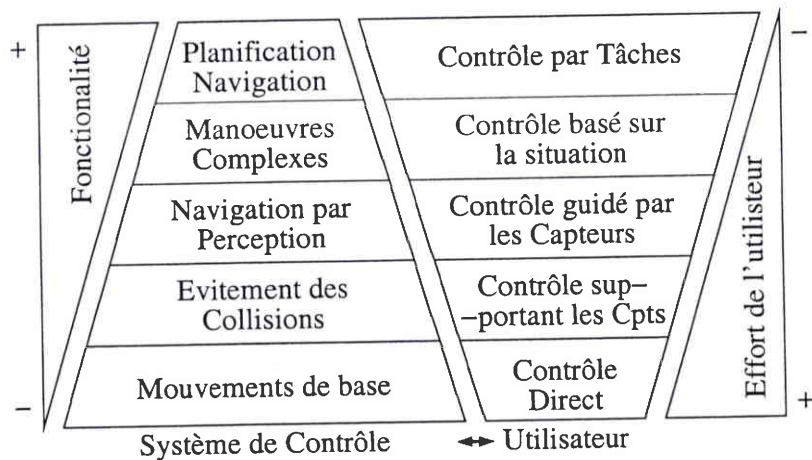 +
–
Fonctionalité
Planification
Navigation
Manoeuvres
Complexes
Navigation par
Perception
Evitement des
Collisions
Mouvements de base
Système de Contrôle
Contrôle par Tâches
Contrôle basé sur
la situation
Contrôle guidé par
les Capteurs
Contrôle sup–
–portant les Cpts
Contrôle
Direct
↔ Utilisateur
–
+
Effort de l'utilisteur